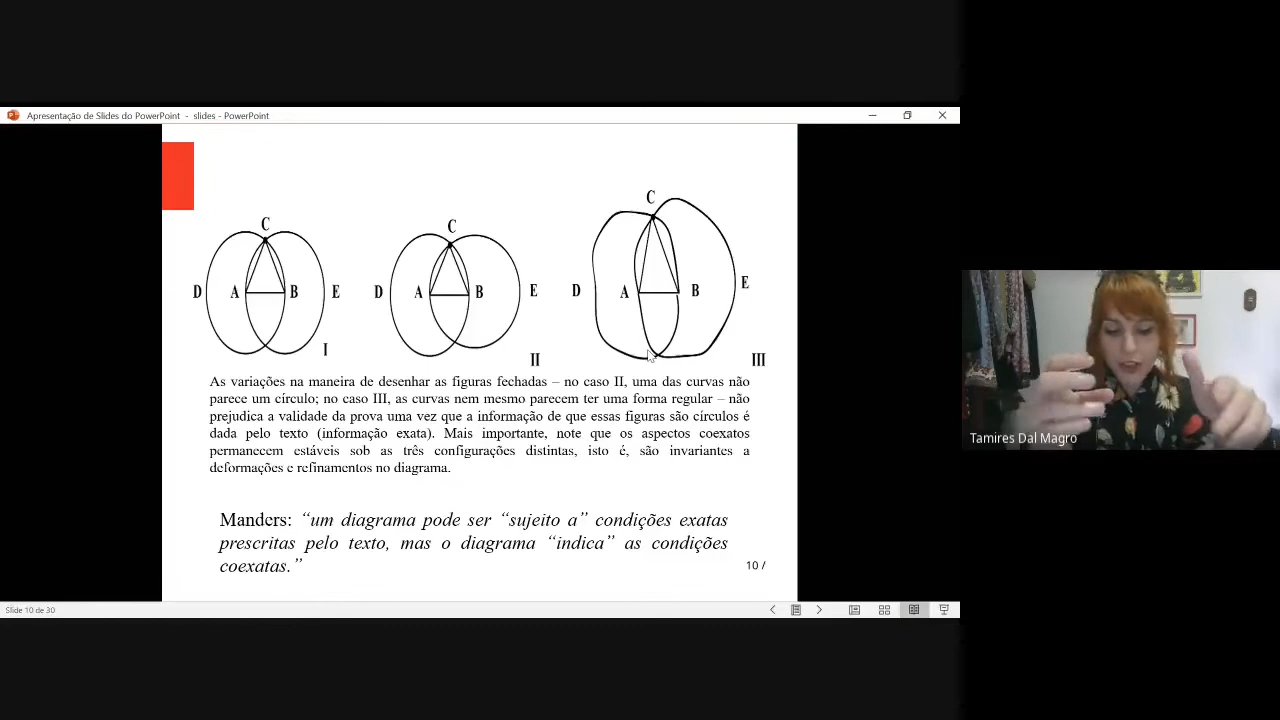 Apresentação de Slides do PowerPoint - slides - PowerPoint
C
D A B E
I
C
D A B E
II
C
D A B E
III
As variações na maneira de desenhar as figuras fechadas – no caso II, uma das curvas não
parece um círculo; no caso III, as curvas nem mesmo parecem ter uma forma regular – não
prejudica a validade da prova uma vez que a informação de que essas figuras são círculos é
dada pelo texto (informação exata). Mais importante, note que os aspectos coexatos
permanecem estáveis sob as três configurações distintas, isto é, são invariantes a
deformações e refinamentos no diagrama.
Manders: “um diagrama pode ser “sujeito a” condições exatas
prescritas pelo texto, mas o diagrama “indica” as condições
coexatas.”
10 /
Slide 10 de 30
Tamires Dal Magro